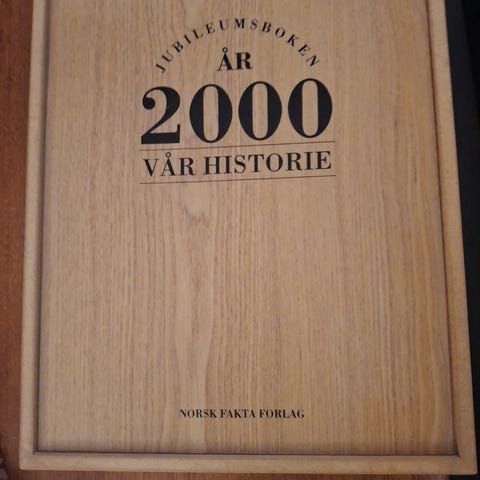 JUBILEUMSBOKEN
ÅR
2000
VÅR HISTORIE
NORSK FAKTA FORLAG